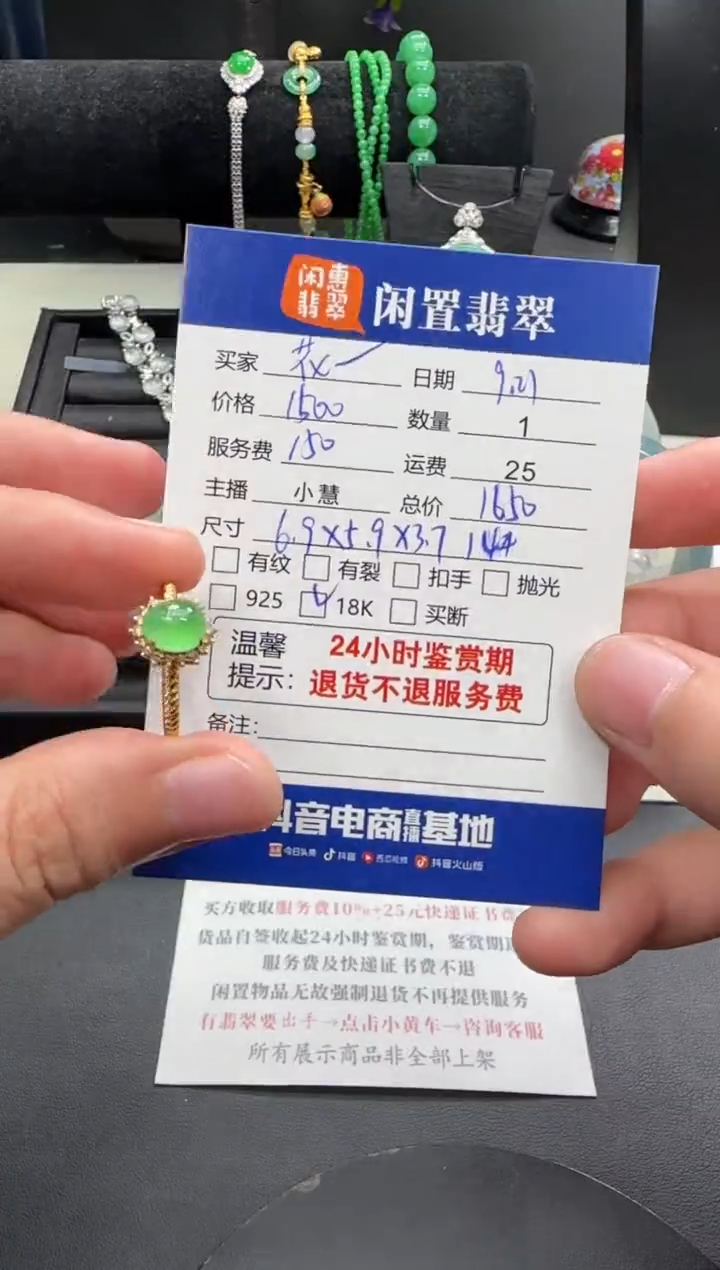 闲惠
翡翠
闲置翡翠
买家 日期 9.21
价格 1500 数量 1
服务费 150 运费 25
主播 小慧 总价 1650
尺寸 6.9×5.9×3.7 14#
有纹 有裂 扣手 抛光
925 18K 买断
温馨 24小时鉴赏期
提示: 退货不退服务费
备注:
抖音电商直播基地
今日头条 抖音 西瓜视频 抖音火山版
买方收取服务费10%+25元快递证书费
货品自签收起24小时鉴赏期，鉴赏期
服务费及快递证书费不退
闲置物品无故强制退货不再提供服务
有翡翠要出手→点击小黄车→咨询客服
所有展示商品非全部上架